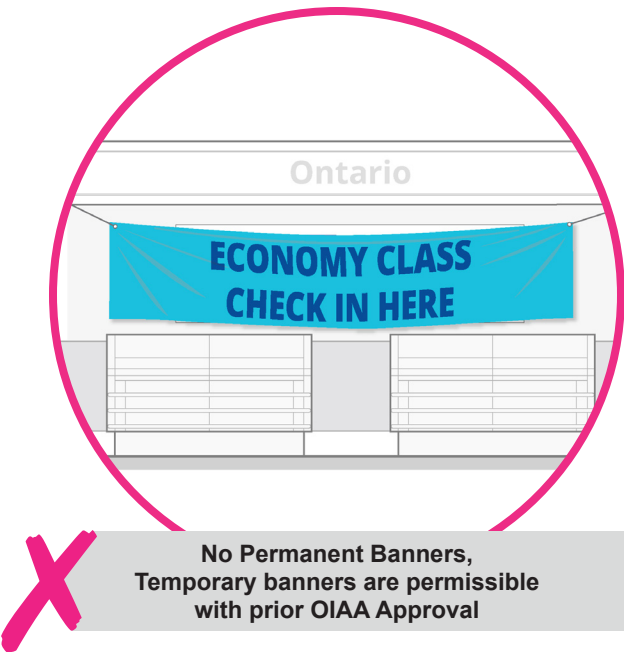 Ontario
ECONOMY CLASS
CHECK IN HERE
No Permanent Banners,
Temporary banners are permissible
with prior OIAA Approval